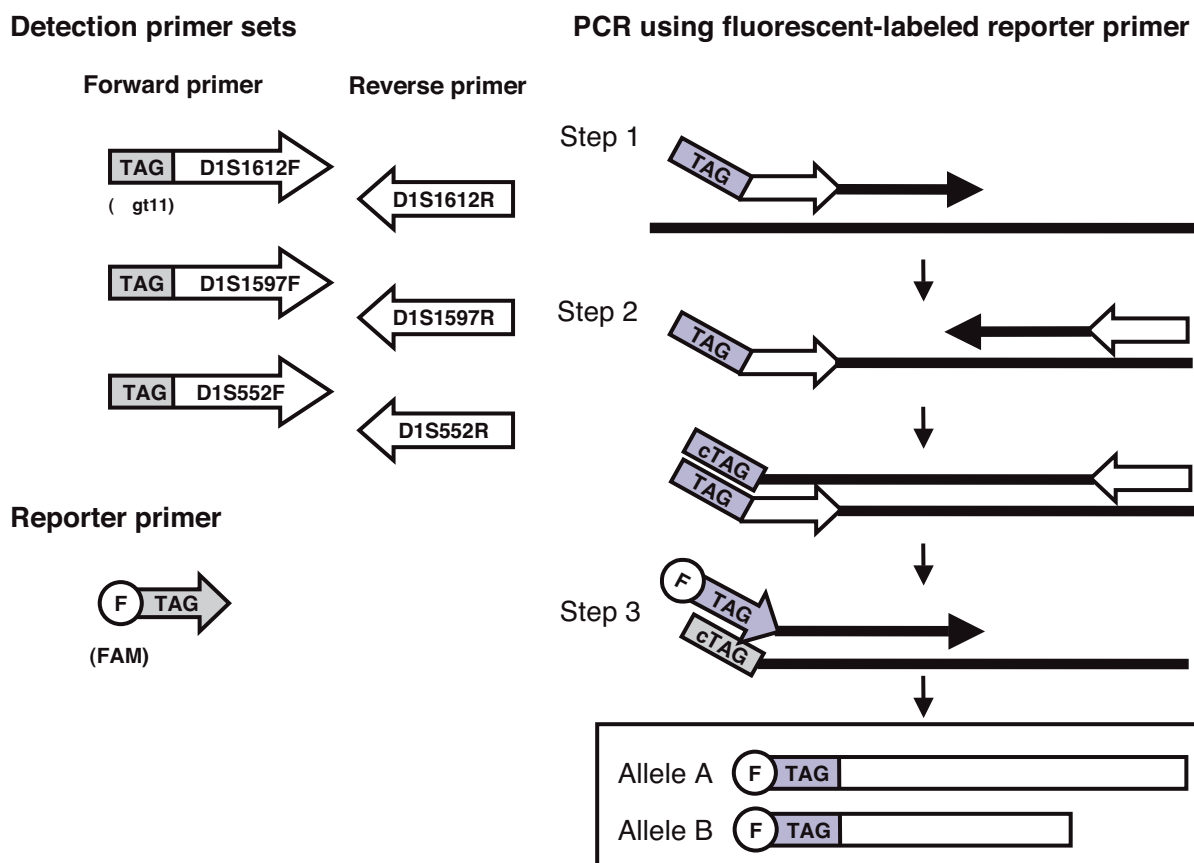 Detection primer sets
Forward primer
Reverse primer
TAG D1S1612F
( gt11)
D1S1612R
TAG D1S1597F
D1S1597R
TAG D1S552F
D1S552R
Reporter primer
F TAG
(FAM)
PCR using fluorescent-labeled reporter primer
Step 1
TAG
Step 2
TAG
cTAG
TAG
Step 3
F TAG
cTAG
Allele A F TAG
Allele B F TAG